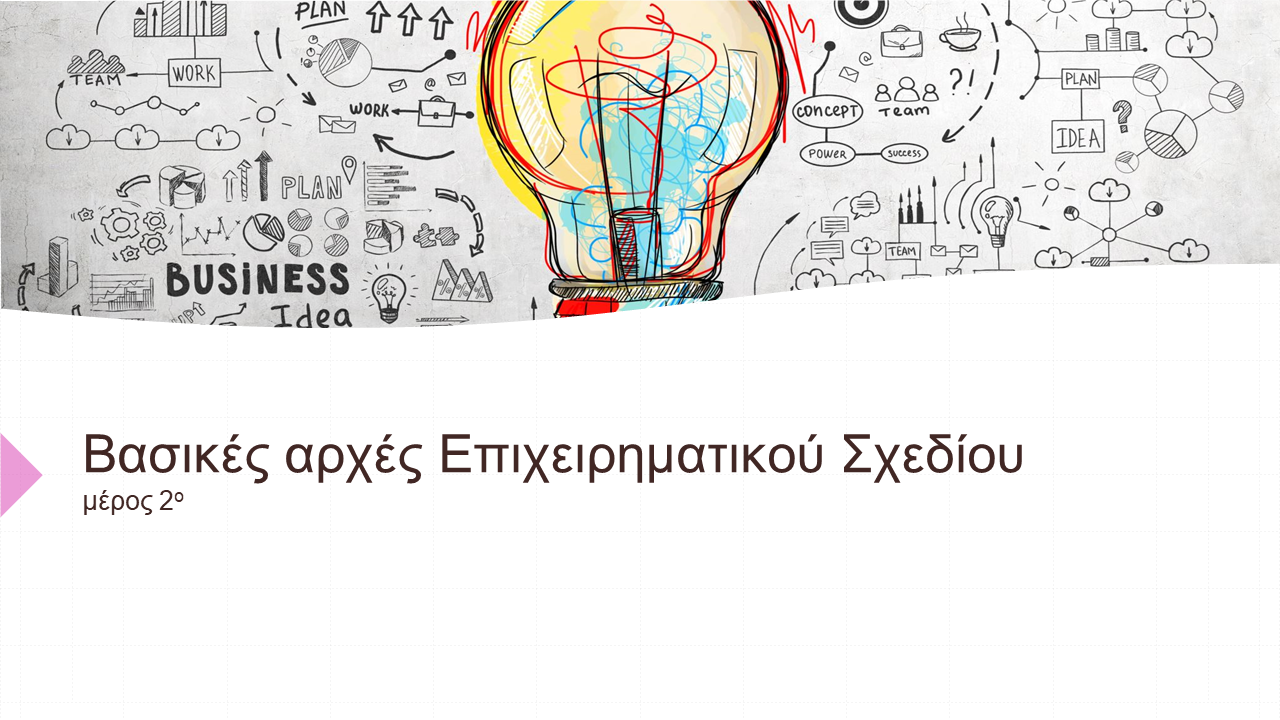 PLAN
TEAM
WORK
WORK
@
PLAN
BUSINESS
Idea
@
CONCEPT
Team
?!
POWER
SUCCESS
PLAN
IDEA
?
TEAM
Βασικές αρχές Επιχειρηματικού Σχεδίου
μέρος 2ο